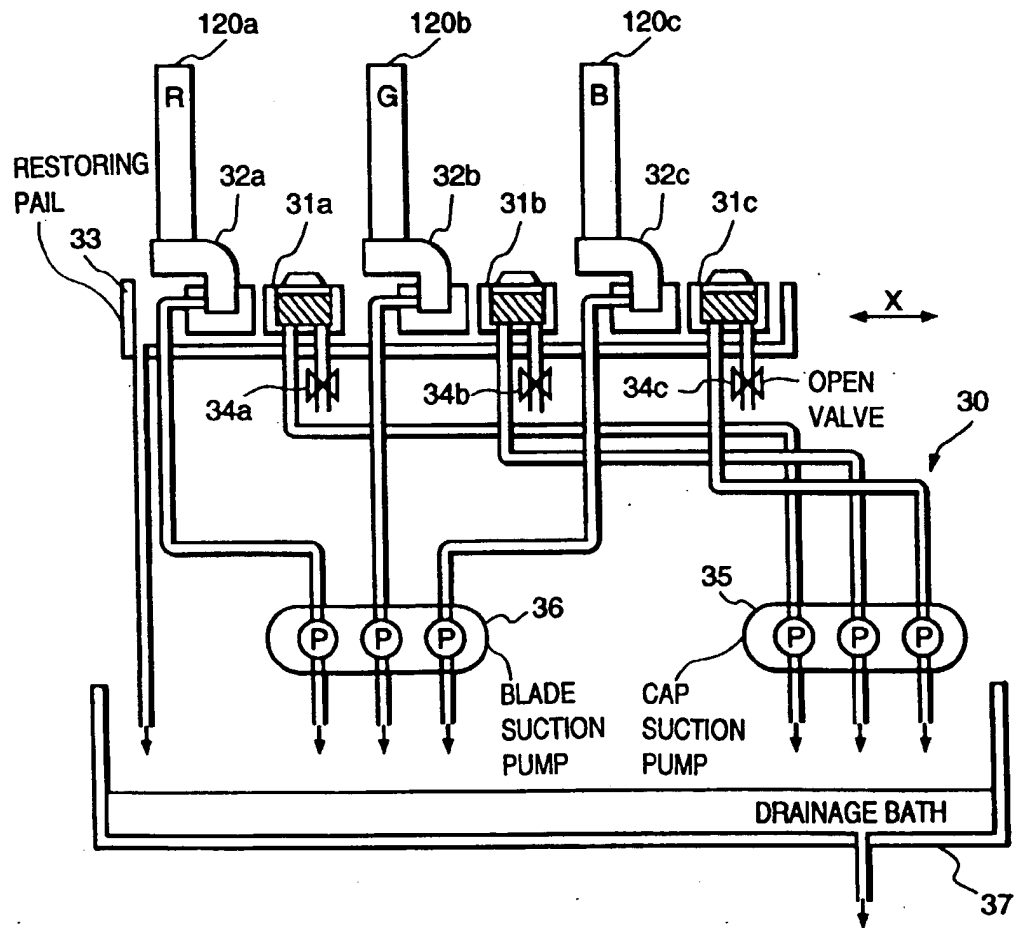 120a
120b
120c
R
G
B
RESTORING
PAIL
33
32a
31a
32b
31b
32c
31c
X
34a
34b
34c
OPEN
VALVE
30
36
35
P
P
P
P
P
P
BLADE
SUCTION
PUMP
CAP
SUCTION
PUMP
DRAINAGE BATH
37